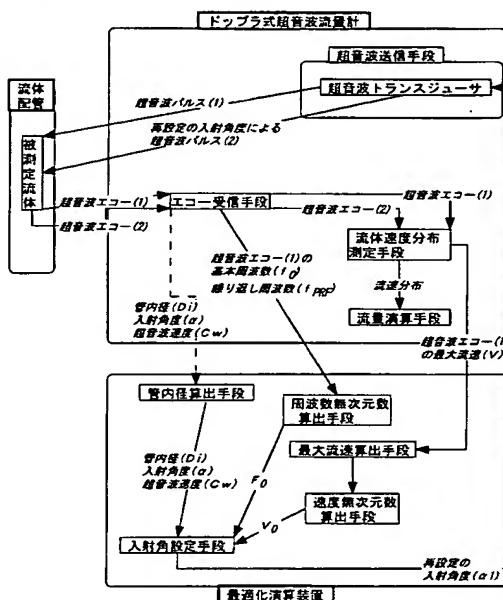 ドップラ式超音波流量計
超音波送信手段
超音波トランスジューサ
流体
配管
被測定流体
超音波パルス(1)
再設定の入射角度による
超音波パルス(2)
超音波エコー(1)
超音波エコー(2)
エコー受信手段
超音波エコー(1)
超音波エコー(2)
流体速度分布
測定手段
超音波エコー(1)の
基本周波数(f0)
繰り返し周波数(fPRF)
流速分布
流量演算手段
管内径(Di)
入射角度(α)
超音波速度(Cw)
超音波エコー(1)
の最大流速(V)
管内径算出手段
周波数無次元数
算出手段
最大流速算出手段
管内径(Di)
入射角度(α)
超音波速度(Cw)
F0
速度無次元数
算出手段
V0
入射角設定手段
再設定の
入射角度(α1)
最適化演算装置